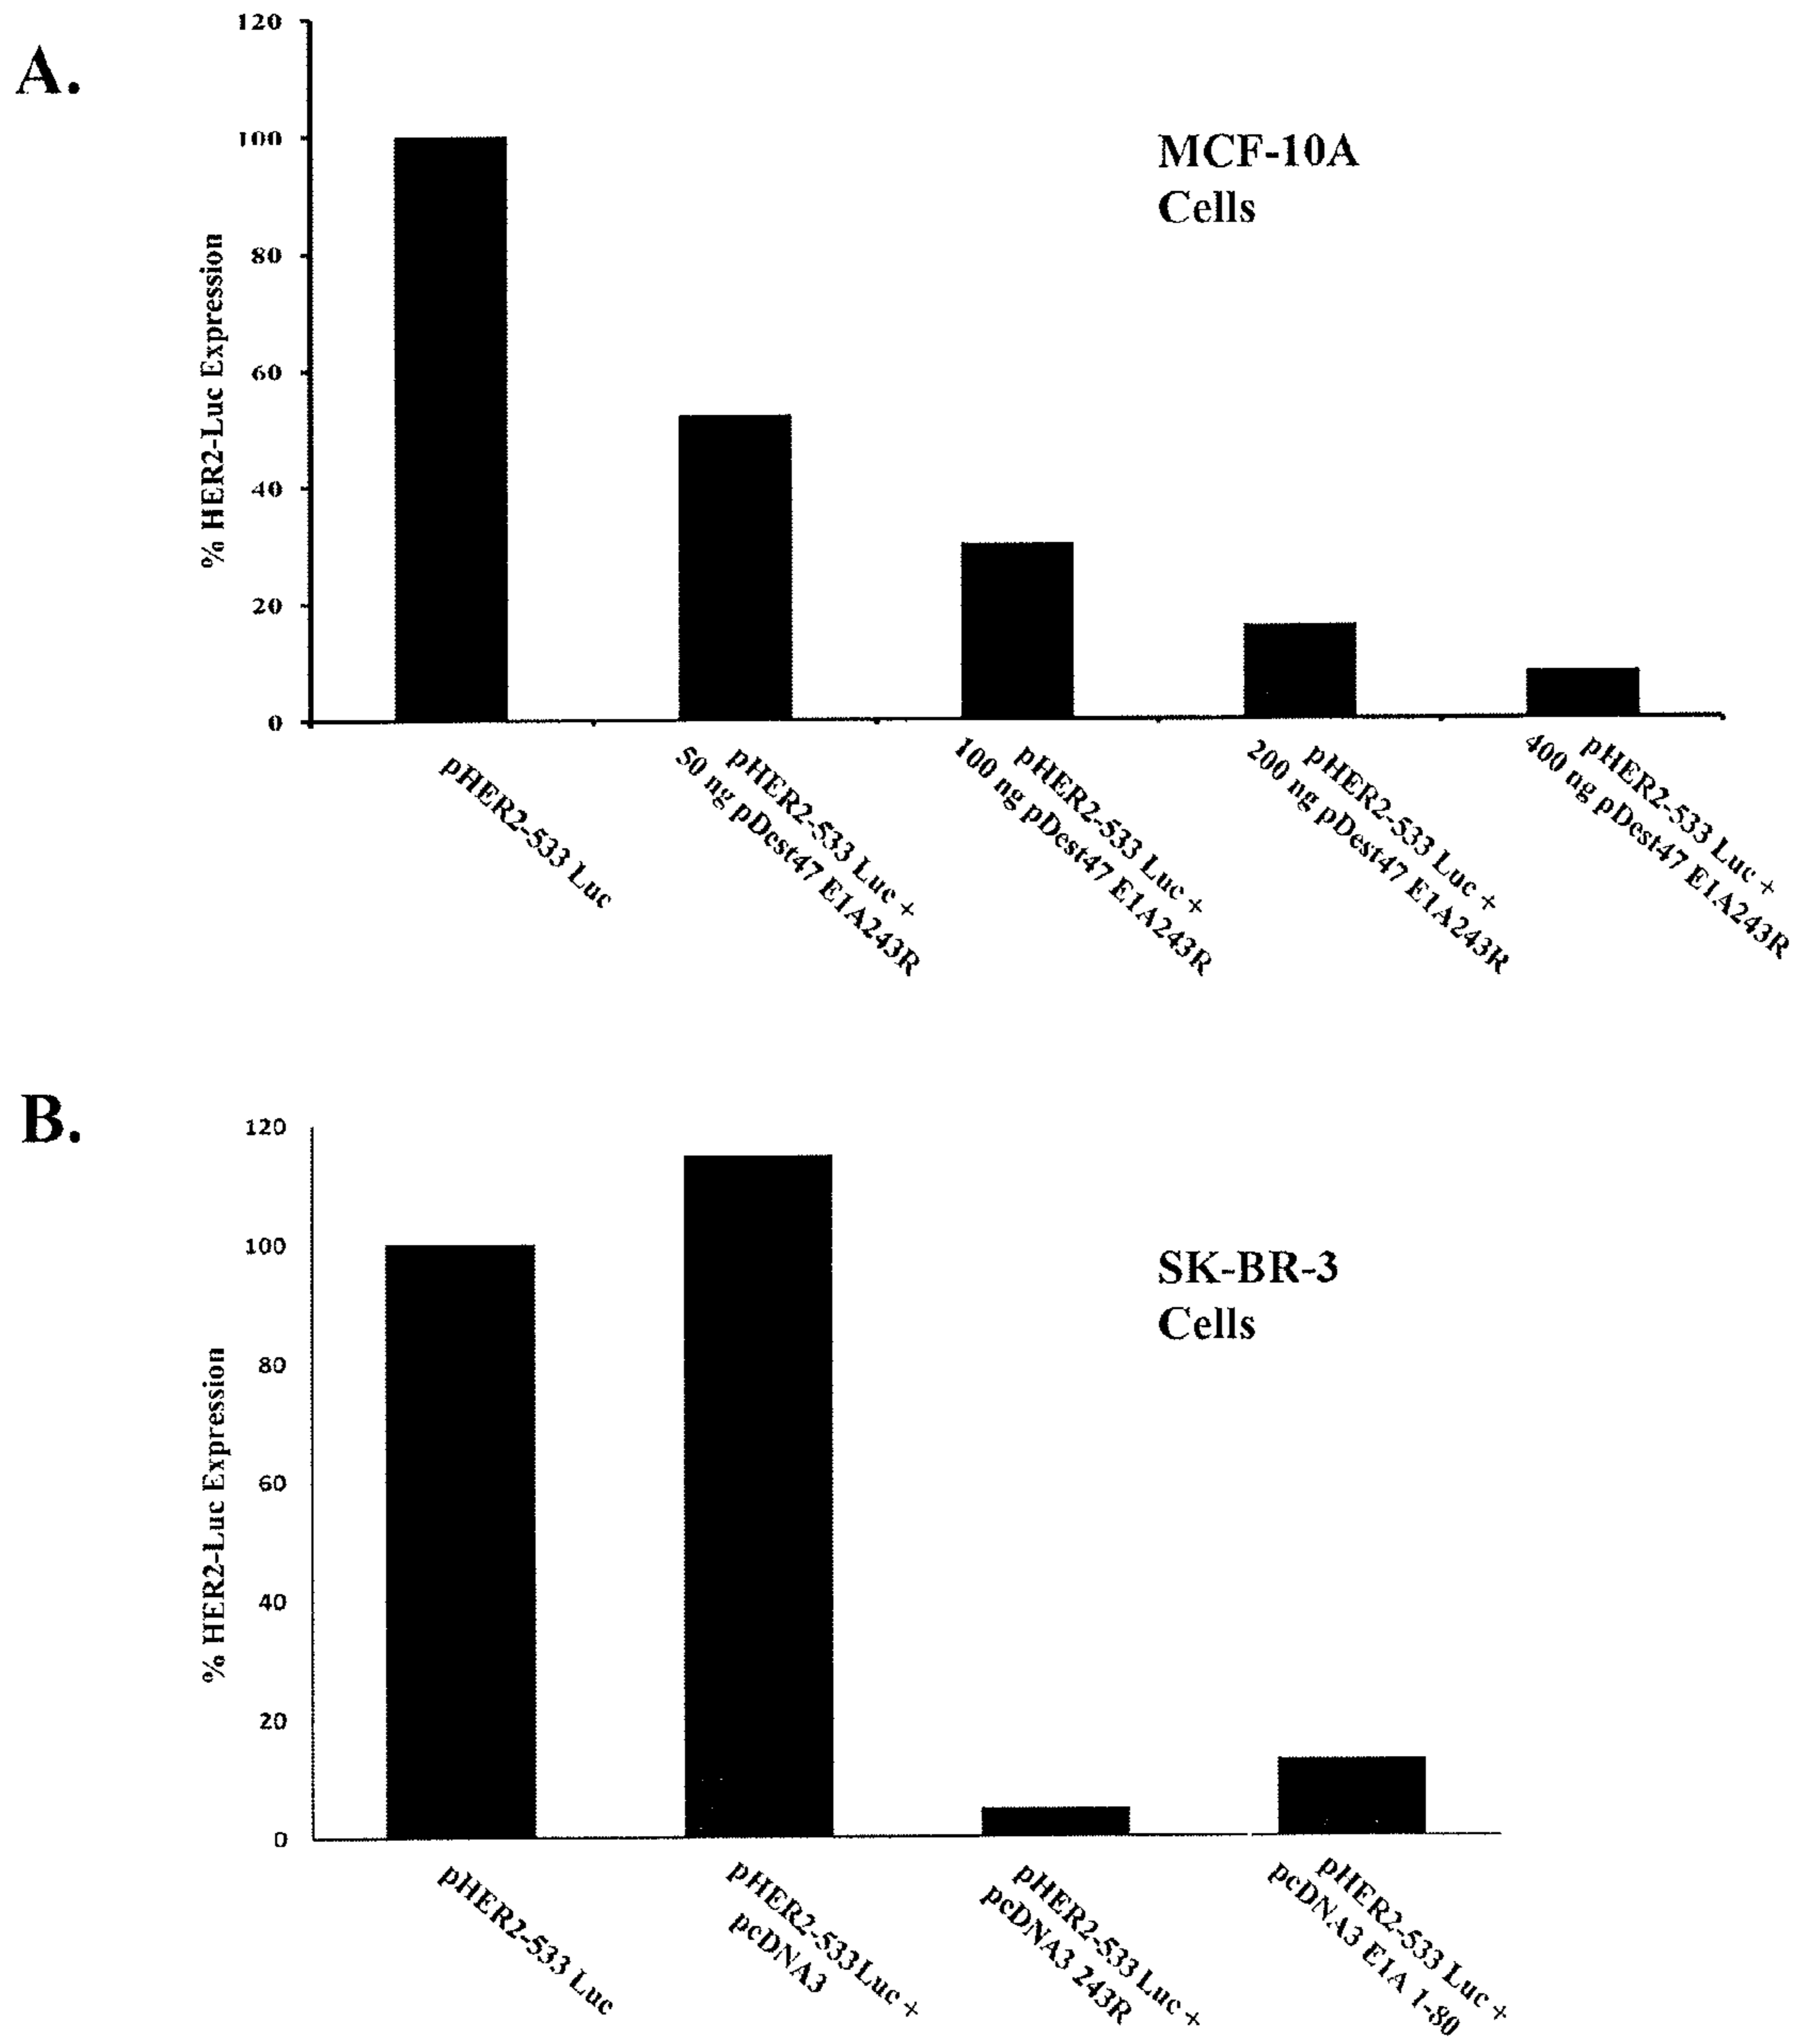 A.
120
100
80
60
40
20
0
% HER2-Luc Expression
MCF-10A
Cells
pHER2-533 Luc
pHER2-533 Luc +
50 ng pDest47 E1A243R
pHER2-533 Luc +
100 ng pDest47 E1A243R
pHER2-533 Luc +
200 ng pDest47 E1A243R
pHER2-533 Luc +
400 ng pDest47 E1A243R
B.
120
100
80
60
40
20
0
% HER2-Luc Expression
SK-BR-3
Cells
pHER2-533 Luc
pHER2-533Luc +
pcDNA3
pHER2-533 Luc +
pcDNA3 243R
pHER2-533 Luc +
pcDNA3 E1A 1-80